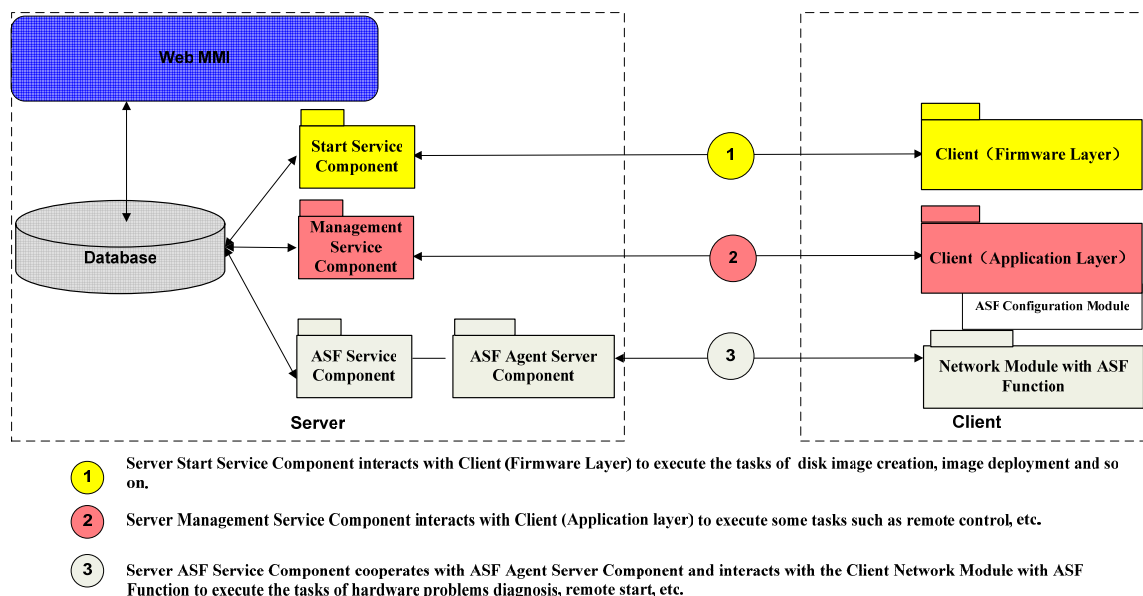 Web MMI
Start Service
Component
1
Client（Firmware Layer）
Management
Service
Component
2
Client（Application Layer）
Database
ASF Configuration Module
ASF Service
Component
ASF Agent Server
Component
3
Network Module with ASF
Function
Server
Client
1
Server Start Service Component interacts with Client (Firmware Layer) to execute the tasks of disk image creation, image deployment and so
on.
2
Server Management Service Component interacts with Client (Application layer) to execute some tasks such as remote control, etc.
3
Server ASF Service Component cooperates with ASF Agent Server Component and interacts with the Client Network Module with ASF
Function to execute the tasks of hardware problems diagnosis, remote start, etc.